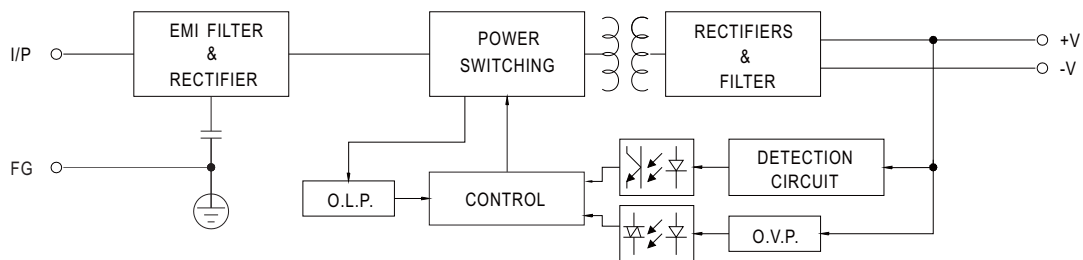 I/P
EMI FILTER
&
RECTIFIER
POWER
SWITCHING
RECTIFIERS
&
FILTER
+V
-V
FG
O.L.P.
CONTROL
DETECTION
CIRCUIT
O.V.P.